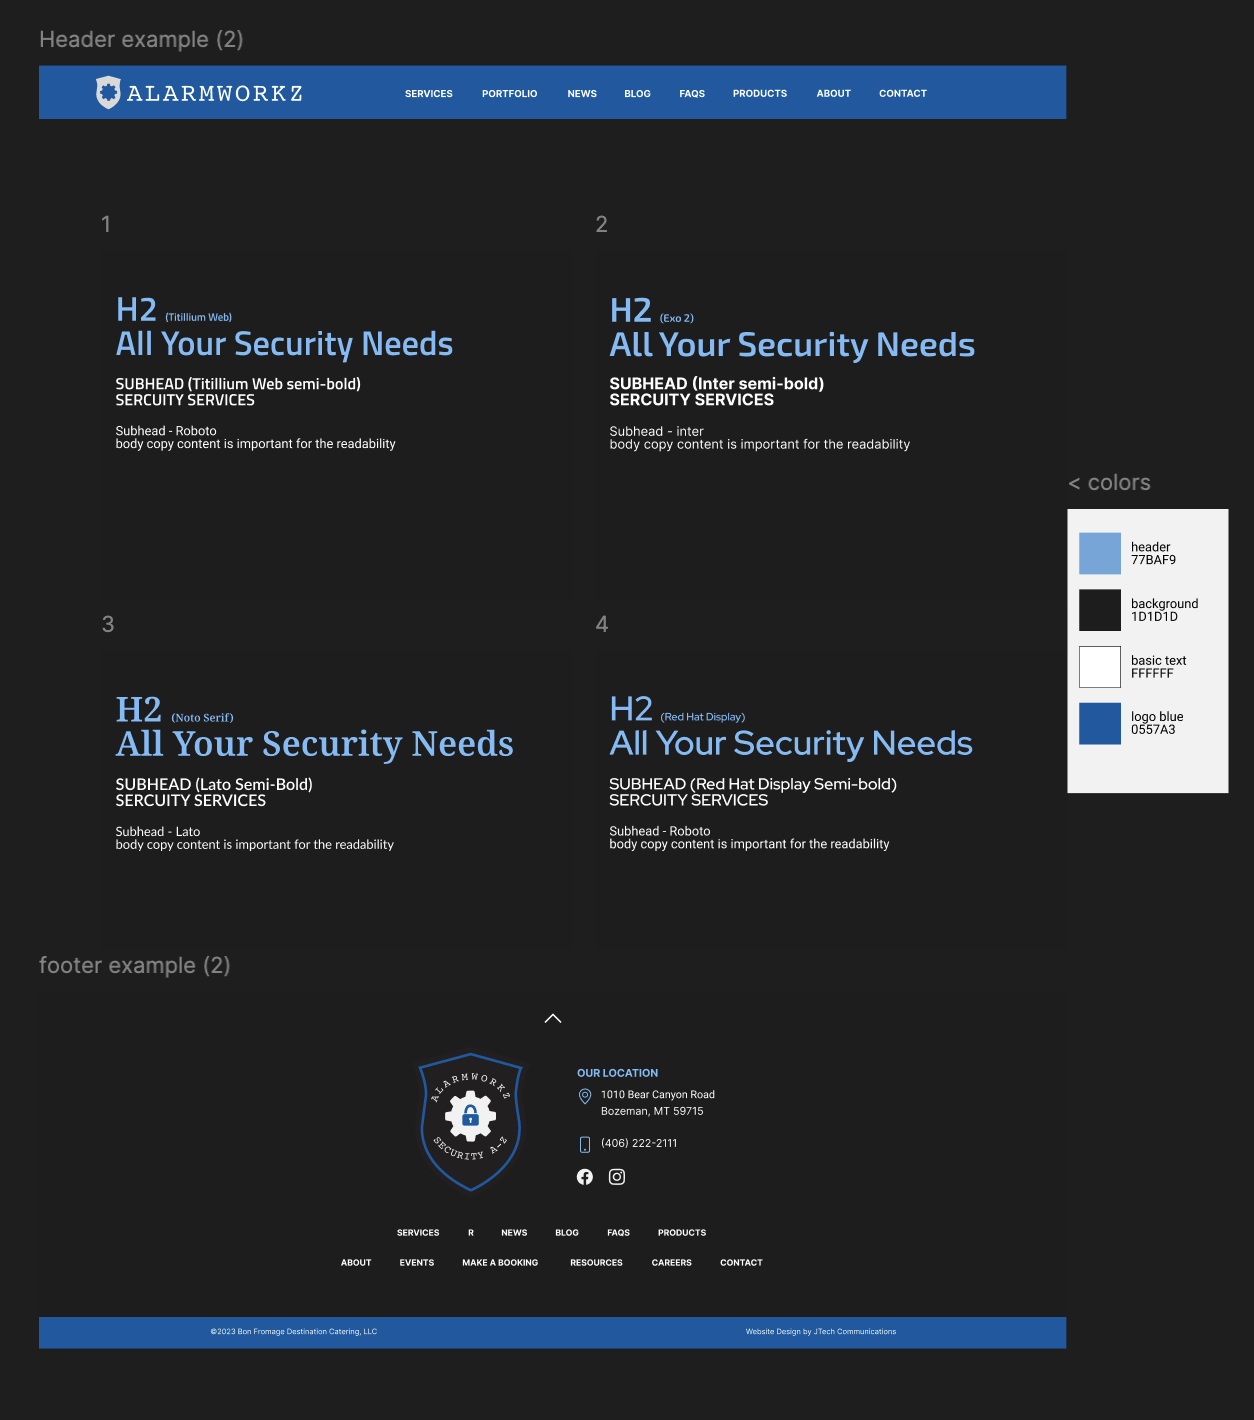 Header example (2)
ALARMWORKZ
SERVICES PORTFOLIO NEWS BLOG FAQS PRODUCTS ABOUT CONTACT
1
H2 (Titillium Web)
All Your Security Needs
SUBHEAD (Titillium Web semi-bold)
SERCUITY SERVICES
Subhead - Roboto
body copy content is important for the readability
2
H2 (Exo 2)
All Your Security Needs
SUBHEAD (Inter semi-bold)
SERCUITY SERVICES
Subhead - inter
body copy content is important for the readability
< colors
header
77BAF9
background
1D1D1D
basic text
FFFFFF
logo blue
0557A3
3
H2 (Noto Serif)
All Your Security Needs
SUBHEAD (Lato Semi-Bold)
SERCUITY SERVICES
Subhead - Lato
body copy content is important for the readability
4
H2 (Red Hat Display)
All Your Security Needs
SUBHEAD (Red Hat Display Semi-bold)
SERCUITY SERVICES
Subhead - Roboto
body copy content is important for the readability
footer example (2)
ALARMWORKZ
SECURITY A-Z
OUR LOCATION
1010 Bear Canyon Road
Bozeman, MT 59715
(406) 222-2111
SERVICES R NEWS BLOG FAQS PRODUCTS
ABOUT EVENTS MAKE A BOOKING RESOURCES CAREERS CONTACT
©2023 Bon Fromage Destination Catering, LLC
Website Design by JTech Communications